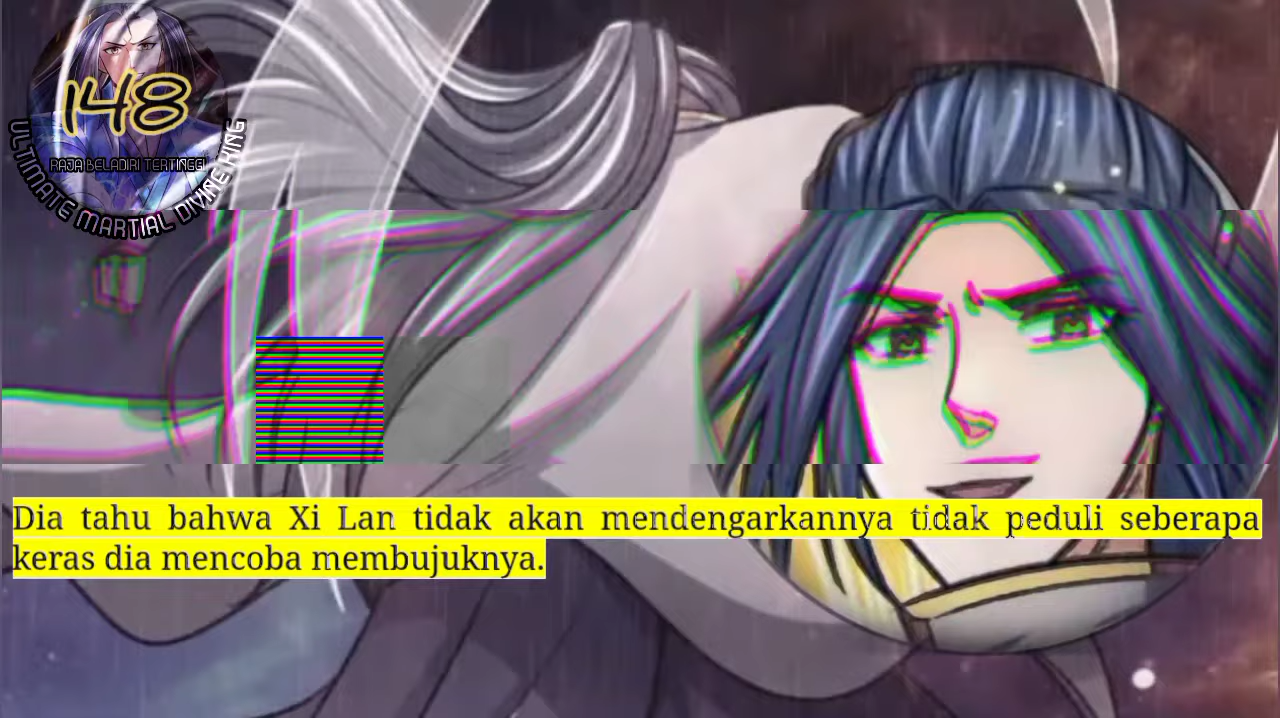 148
RAJA BELADIRI TERTINGGI
ULTIMATE MARTIAL DIVINE KING
Dia tahu bahwa Xi Lan tidak akan mendengarkannya tidak peduli seberapa
keras dia mencoba membujuknya.